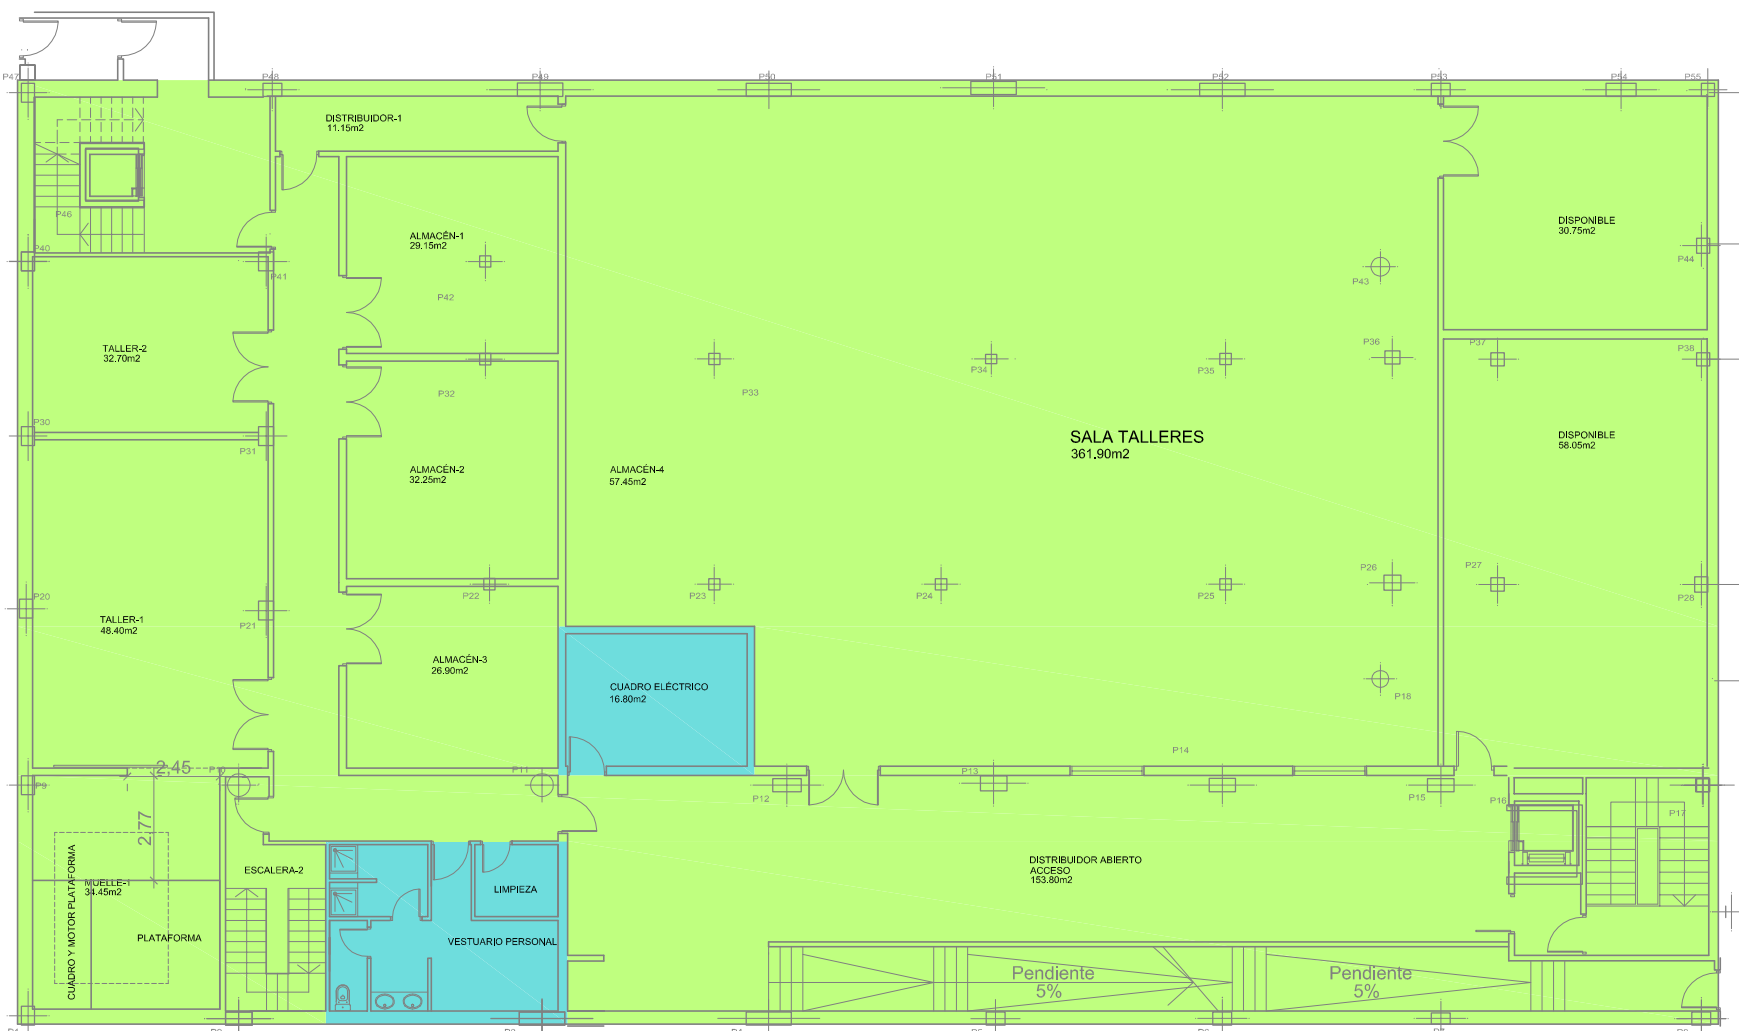 P47
P48
P49
P50
P51
P52
P53
P54
P55
DISTRIBUIDOR-1
11.15m2
P46
P40
P41
ALMACÉN-1
29.15m2
P42
DISPONIBLE
30.75m2
P44
P43
TALLER-2
32.70m2
P36
P37
P38
P34
P35
P32
P33
P30
P31
SALA TALLERES
361.90m2
DISPONIBLE
58.05m2
ALMACÉN-2
32.25m2
ALMACÉN-4
57.45m2
P20
P21
P22
P23
P24
P25
P26
P27
P28
TALLER-1
48.40m2
ALMACÉN-3
26.90m2
CUADRO ELÉCTRICO
16.80m2
P18
P14
2,45
P10
P11
P13
P9
P12
P15
P16
P17
2,77
CUADRO Y MOTOR PLATAFORMA
MUELLE-1
34.45m2
PLATAFORMA
ESCALERA-2
LIMPIEZA
VESTUARIO PERSONAL
DISTRIBUIDOR ABIERTO
ACCESO
153.80m2
Pendiente
5%
Pendiente
5%